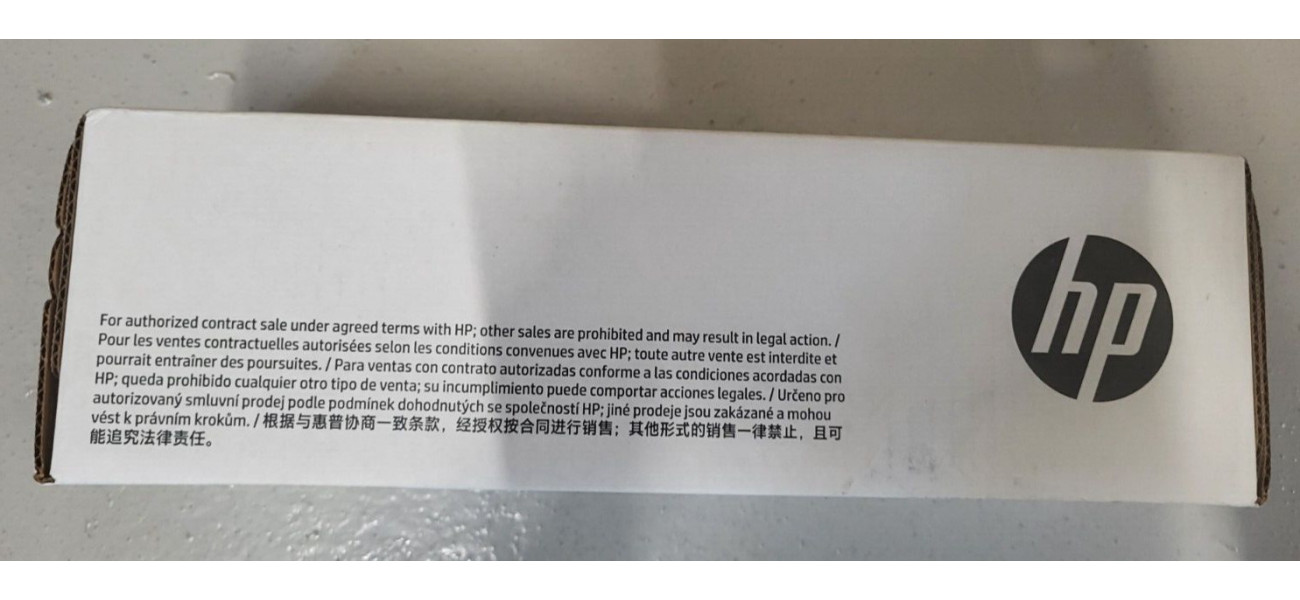 For authorized contract sale under agreed terms with HP; other sales are prohibited and may result in legal action. /
Pour les ventes contractuelles autorisées selon les conditions convenues avec HP; toute autre vente est interdite et
pourrait entraîner des poursuites. / Para ventas con contrato autorizadas conforme a las condiciones acordadas con
HP; queda prohibido cualquier otro tipo de venta; su incumplimiento puede comportar acciones legales. / Určeno pro
autorizovaný smluvní prodej podle podmínek dohodnutých se společností HP; jiné prodeje jsou zakázané a mohou
vést k právním krokům. / 根据与惠普协商一致条款，经授权按合同进行销售；其他形式的销售一律禁止，且可
能追究法律责任。
hp